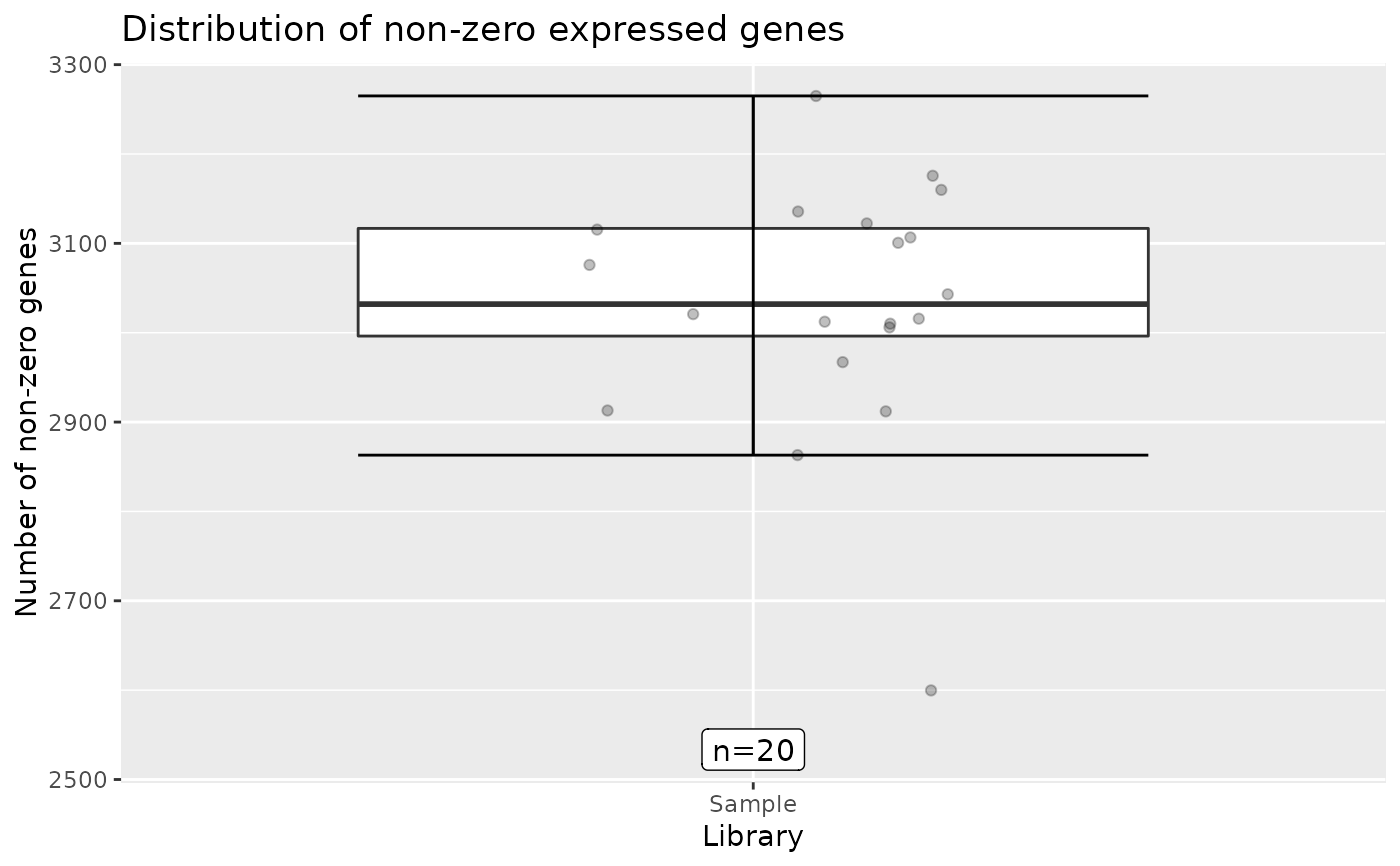 Distribution of non-zero expressed genes
Number of non-zero genes
3300
3100
2900
2700
2500
n=20
Sample
Library